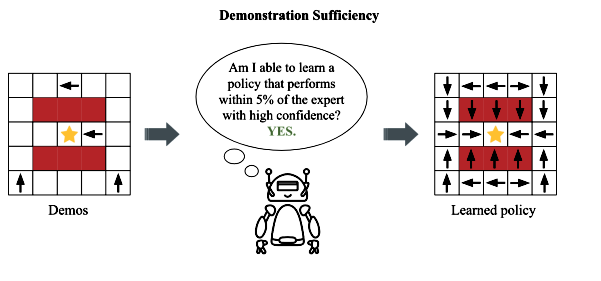 Demonstration Sufficiency
Am I able to learn a
policy that performs
within 5% of the expert
with high confidence?
YES.
Demos
Learned policy